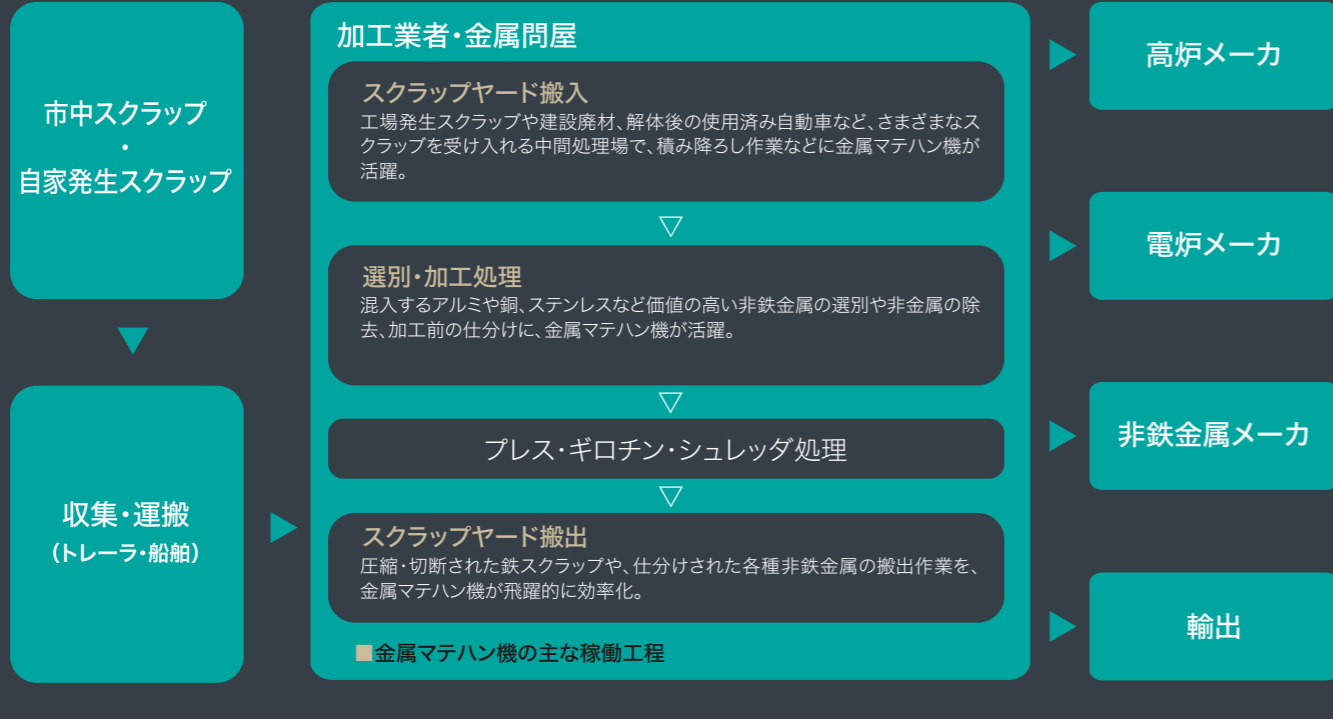 市中スクラップ
・
自家発生スクラップ
収集・運搬
(トレーラ・船舶)
加工業者・金属問屋
スクラップヤード搬入
工場発生スクラップや建設廃材、解体後の使用済み自動車など、さまざまなス
クラップを受け入れる中間処理場で、積み降ろし作業などに金属マテハン機が
活躍。
選別・加工処理
混入するアルミや銅、ステンレスなど価値の高い非鉄金属の選別や非金属の除
去、加工前の仕分けに、金属マテハン機が活躍。
プレス・ギロチン・シュレッダ処理
スクラップヤード搬出
圧縮・切断された鉄スクラップや、仕分けされた各種非鉄金属の搬出作業を、
金属マテハン機が飛躍的に効率化。
■金属マテハン機の主な稼働工程
高炉メーカ
電炉メーカ
非鉄金属メーカ
輸出